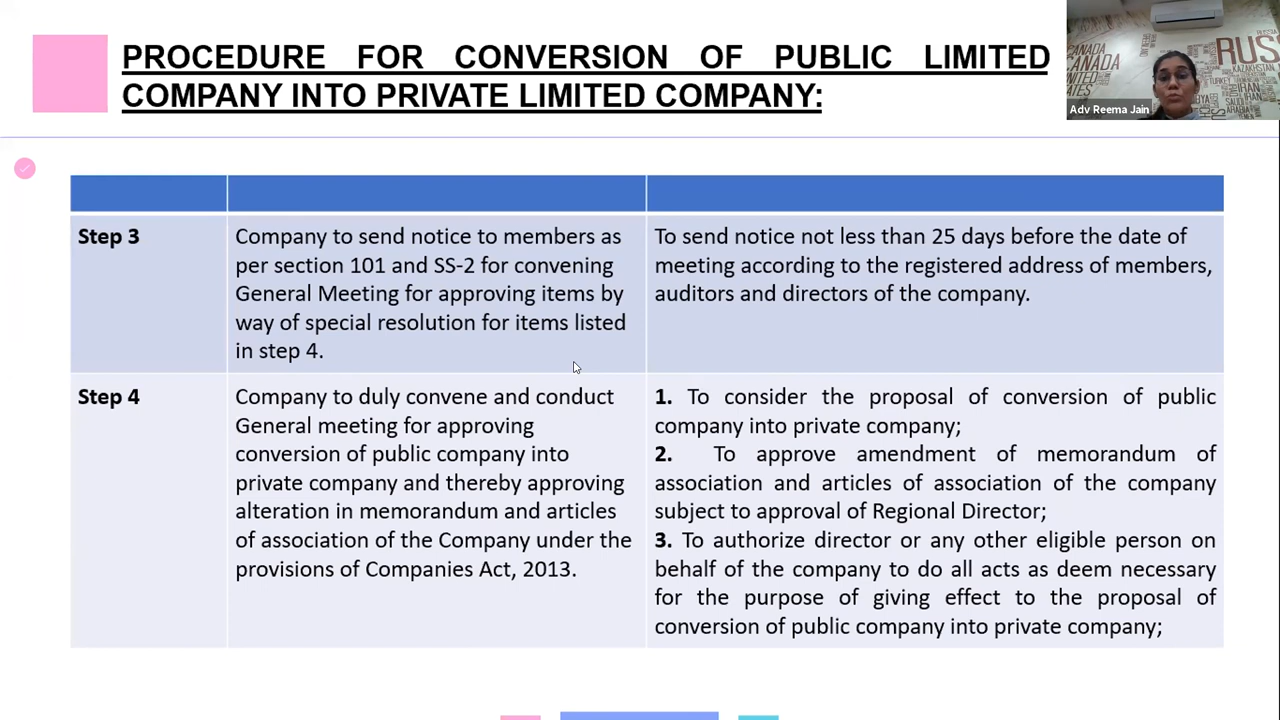 PROCEDURE FOR CONVERSION OF PUBLIC LIMITED
COMPANY INTO PRIVATE LIMITED COMPANY:
CANADA
CANADA
UNITED
STATES
RUSSIA
RUS
KAZAKHSTAN
TURKEY
IRAN
Adv Reema Jain
Step 3
Company to send notice to members as
per section 101 and SS-2 for convening
General Meeting for approving items by
way of special resolution for items listed
in step 4.
To send notice not less than 25 days before the date of
meeting according to the registered address of members,
auditors and directors of the company.
Step 4
Company to duly convene and conduct
General meeting for approving
conversion of public company into
private company and thereby approving
alteration in memorandum and articles
of association of the Company under the
provisions of Companies Act, 2013.
1. To consider the proposal of conversion of public
company into private company;
2. To approve amendment of memorandum of
association and articles of association of the company
subject to approval of Regional Director;
3. To authorize director or any other eligible person on
behalf of the company to do all acts as deem necessary
for the purpose of giving effect to the proposal of
conversion of public company into private company;